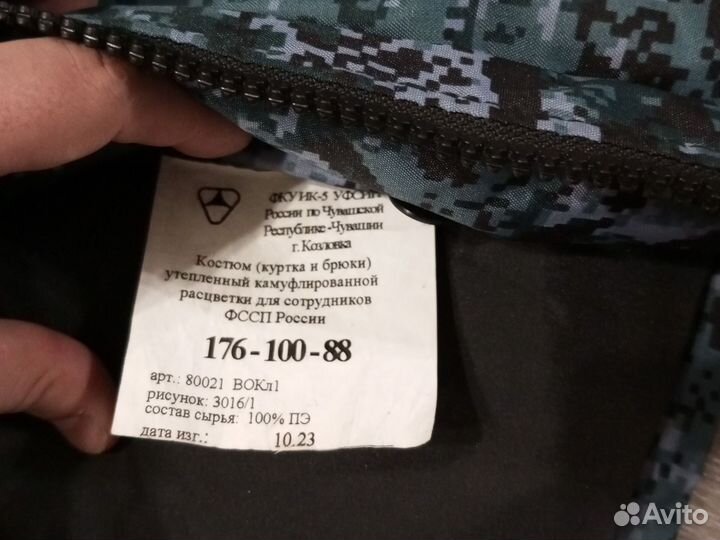 ФКУИК-5 УФСИН
России по Чувашской
Республике-Чувашии
г. Козловка
Костюм (куртка и брюки)
утепленный камуфлированной
расцветки для сотрудников
ФССП России
176-100-88
арт.: 80021 ВОКл1
рисунок: 3016/1
состав сырья: 100% ПЭ
дата изг.: 10.23
Avito